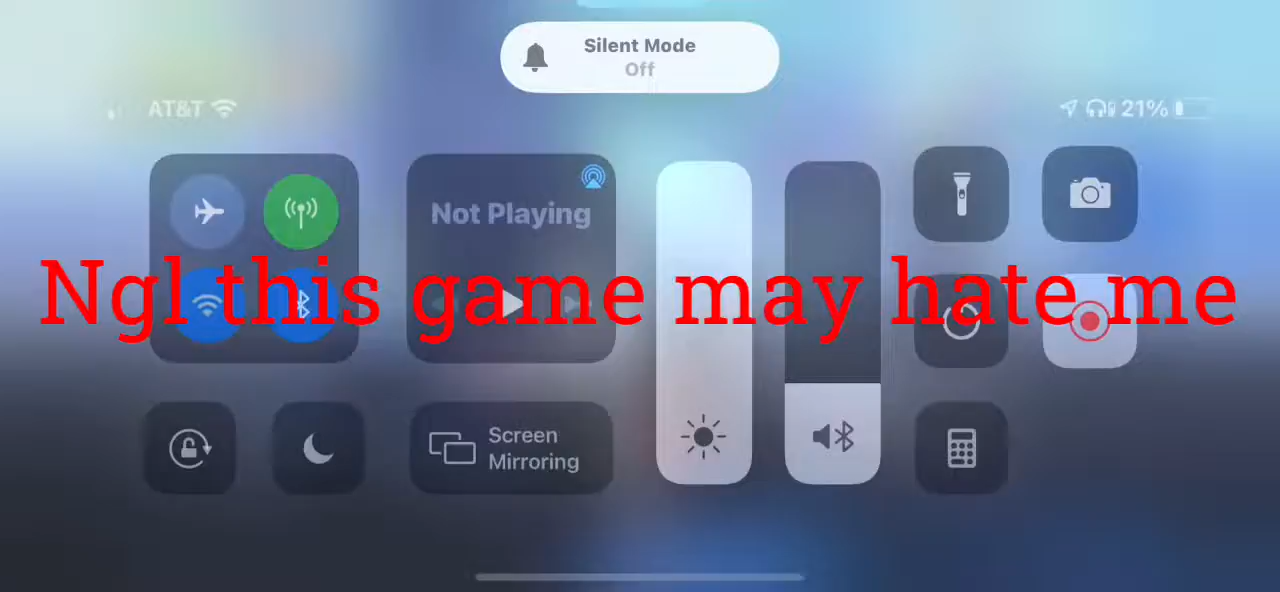 Silent Mode
Off
AT&T 21%
Not Playing
Ngl this game may hate me
Screen
Mirroring